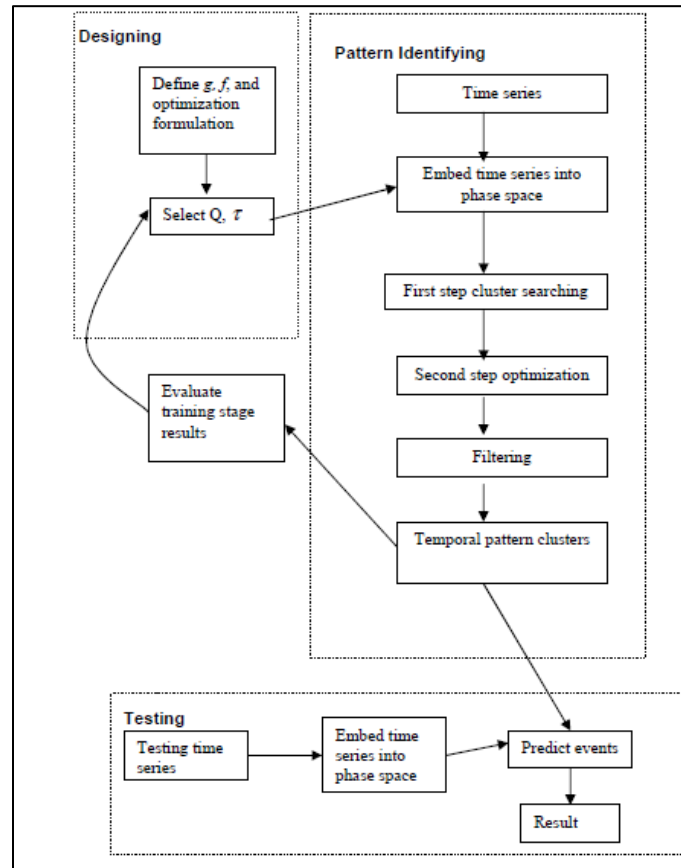 Designing
Define g, f, and
optimization
formulation
Select Q, τ
Pattern Identifying
Time series
Embed time series into
phase space
First step cluster searching
Second step optimization
Filtering
Temporal pattern clusters
Evaluate
training stage
results
Testing
Testing time
series
Embed time
series into
phase space
Predict events
Result